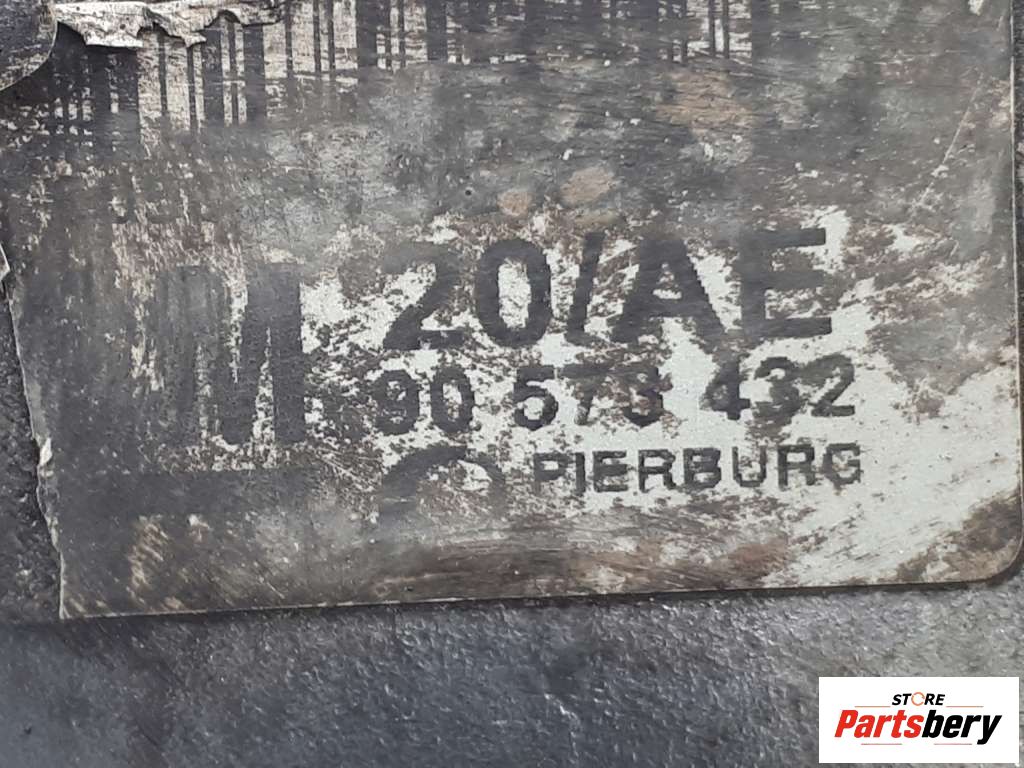 20/AE
90 573 432
PIERBURG
STORE
Partsbery